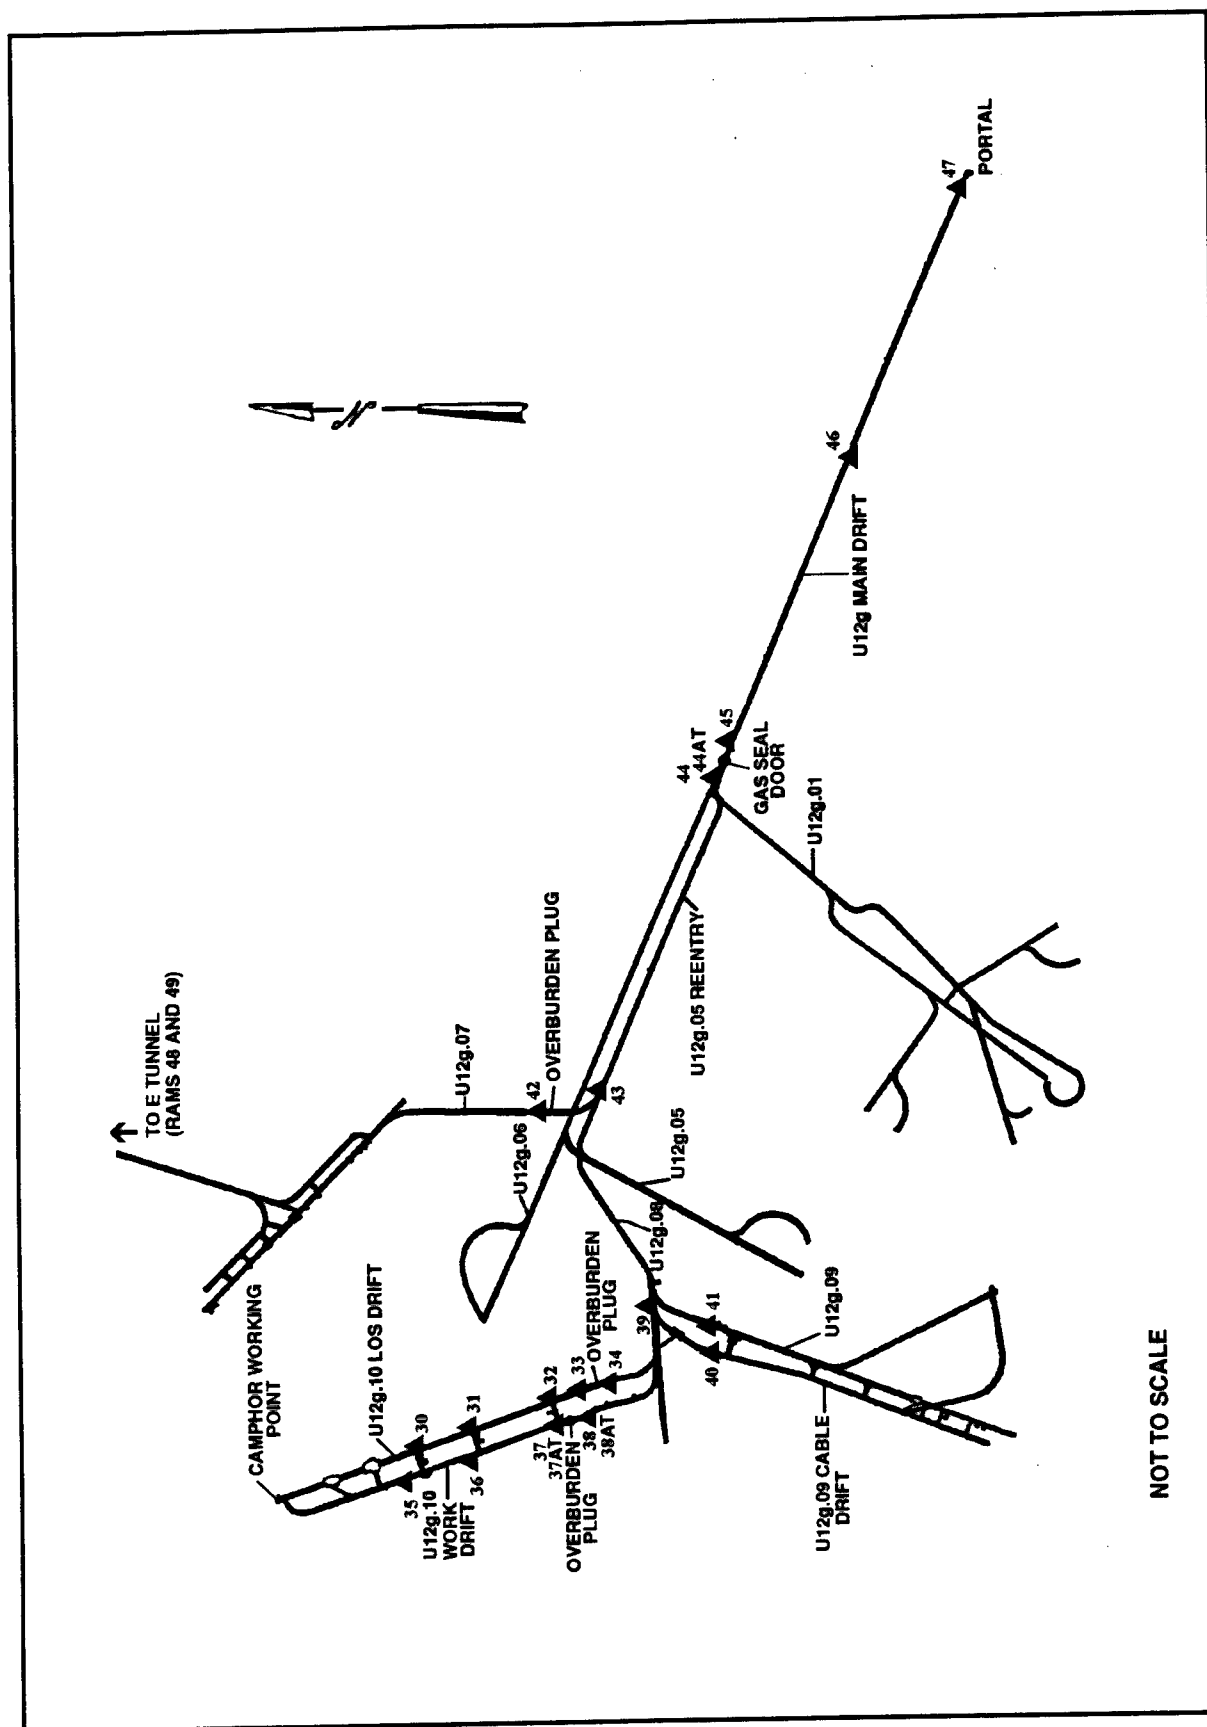 TO E TUNNEL
(RAMS 48 AND 49)
CAMPHOR WORKING
POINT
U12g.10 LOS DRIFT
U12g.07
N
30
31
32
33
34
35
36
37
37AT
38
38AT
U12g.10
WORK
DRIFT
OVERBURDEN
PLUG
OVERBURDEN
PLUG
U12g.06
42
OVERBURDEN PLUG
43
39
40
41
U12g.08
U12g.05
U12g.09
U12g.09 CABLE
DRIFT
U12g.05 REENTRY
44
44AT
45
GAS SEAL
DOOR
U12g.01
U12g MAIN DRIFT
46
47
PORTAL
NOT TO SCALE